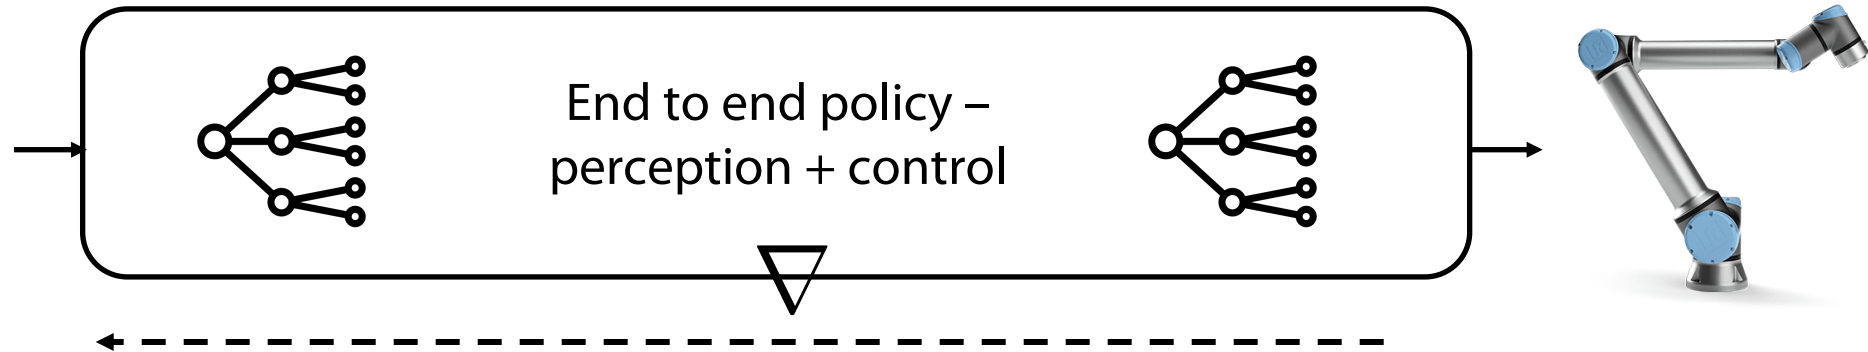 End to end policy –
perception + control
∇